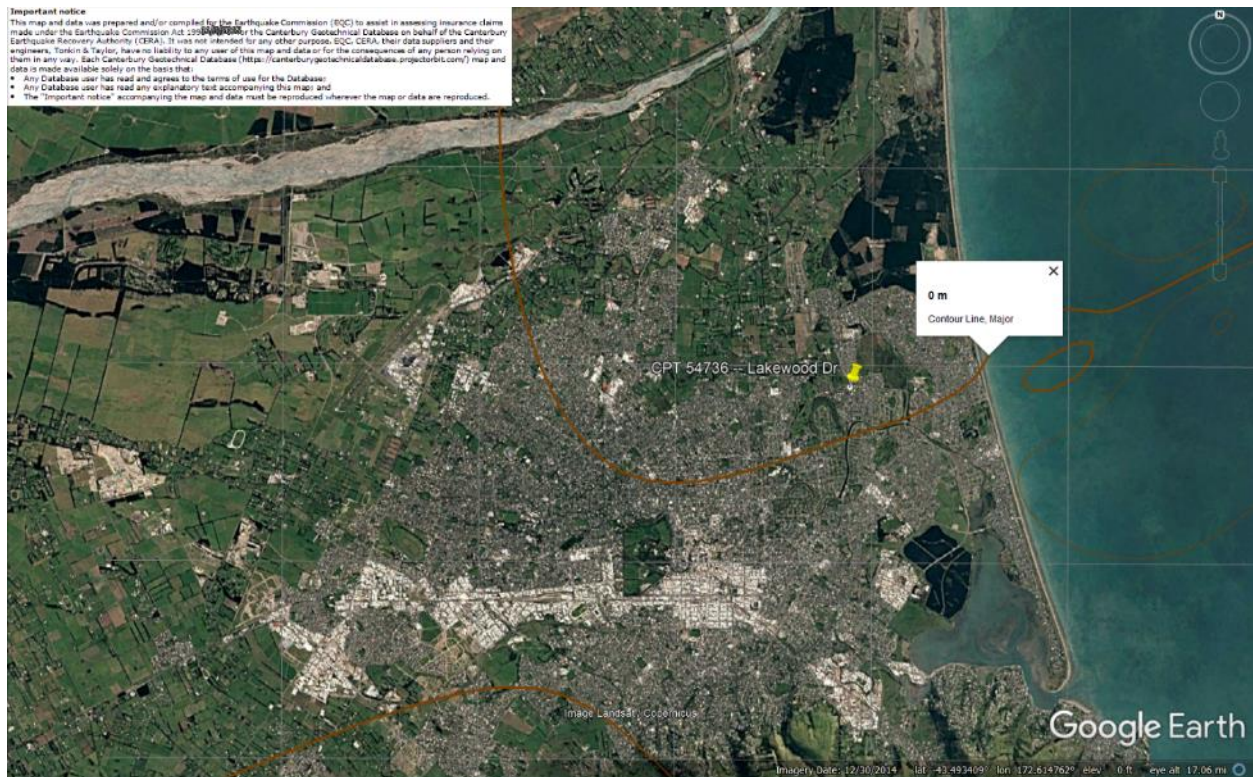 Important notice
This map and data was prepared and/or compiled for the Earthquake Commission (EQC) to assist in assessing insurance claims
made under the Earthquake Commission Act for the Canterbury Geotechnical Database on behalf of the Canterbury
Earthquake Recovery Authority (CERA). It was not intended for any other purpose. EQC, CERA, their data suppliers and their
engineers, Tonkin & Taylor, have no liability to any user of this map and data or for the consequences of any person relying on
them in any way. Each Canterbury Geotechnical Database (https://canterburygeotechnicaldatabase.projectorbit.com/) map and
data is made available solely on the basis that:
• Any Database user has read and agrees to the terms of use for the Database;
• Any Database user has read any explanatory text accompanying this map; and
• The "Important notice" accompanying the map and data must be reproduced wherever the map or data are reproduced.
N
0 m
Contour Line, Major
CPT 54736 -- Lakewood Dr
Image Landsat / Copernicus
Google Earth
Imagery Date: 12/30/2014 lat -43.493409° lon 172.614762° elev 0 ft eye alt 17.06 mi